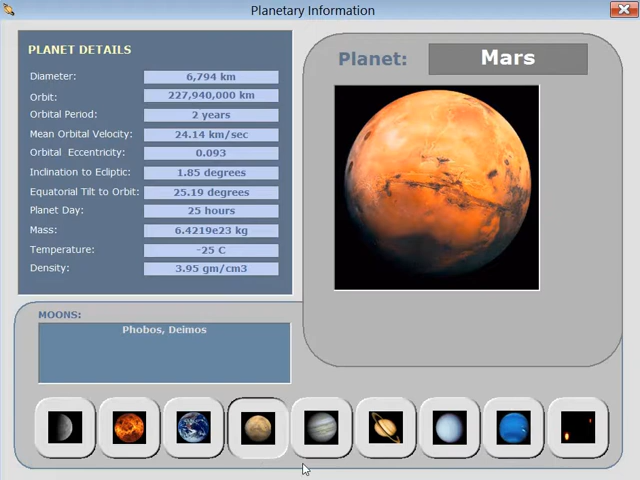 Planetary Information
PLANET DETAILS
Diameter: 6,794 km
Orbit: 227,940,000 km
Orbital Period: 2 years
Mean Orbital Velocity: 24.14 km/sec
Orbital Eccentricity: 0.093
Inclination to Ecliptic: 1.85 degrees
Equatorial Tilt to Orbit: 25.19 degrees
Planet Day: 25 hours
Mass: 6.4219e23 kg
Temperature: -25 C
Density: 3.95 gm/cm3
Planet: Mars
MOONS:
Phobos, Deimos